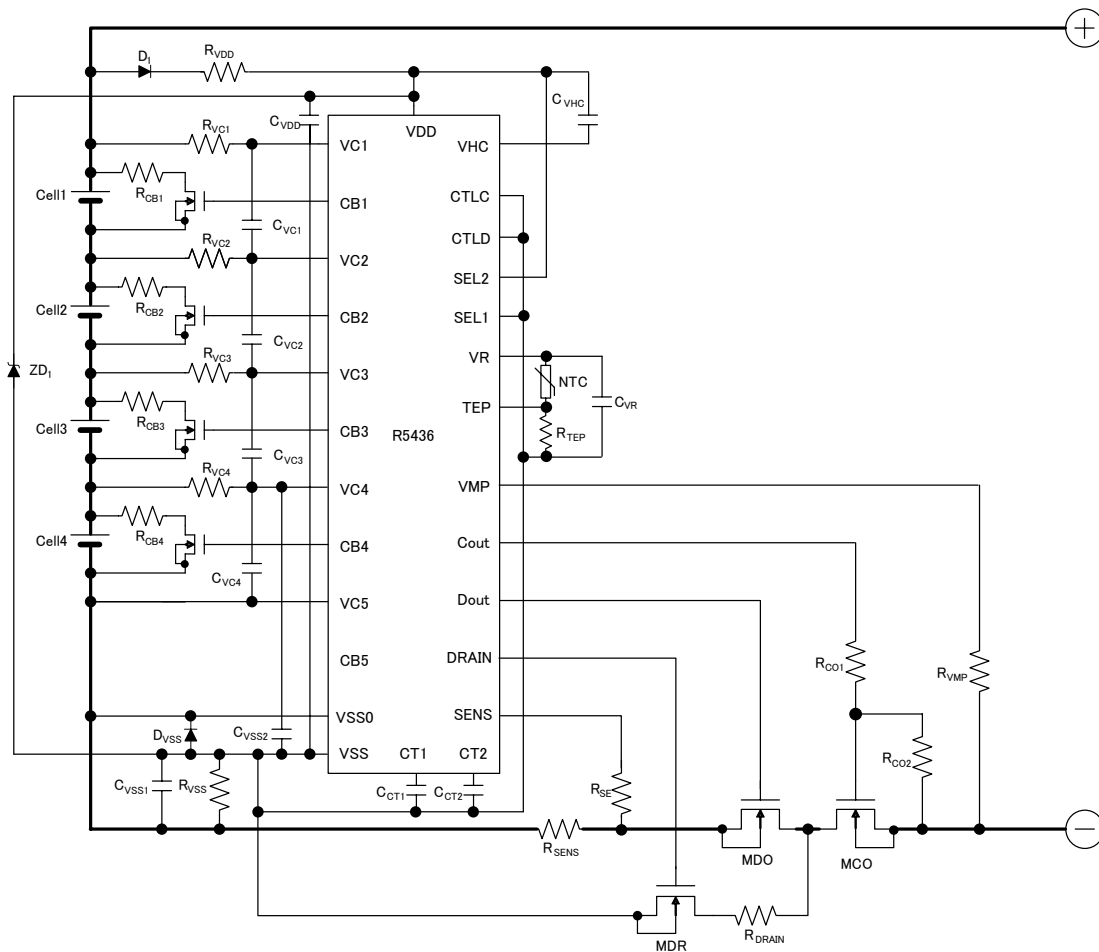 +
D1
RVDD
CVHC
CVDD
VDD
RVC1
VC1
VHC
RCB1
Cell1
CB1
CTLC
CVC1
CTLD
RVC2
VC2
SEL2
RCB2
Cell2
CB2
SEL1
CVC2
RVC3
VC3
VR
ZD1
NTC
CVR
RCB3
Cell3
CB3
TEP
RTEP
R5436
CVC3
RVC4
VC4
VMP
RCB4
Cell4
CB4
Cout
CVC4
VC5
Dout
CB5
DRAIN
RCO1
RVMP
VSS0
SENS
DVSS
CVSS2
VSS
CT1
CT2
RCO2
CVSS1
RVSS
CCT1
CCT2
RSE
RSENS
MDO
MCO
−
MDR
RDRAIN